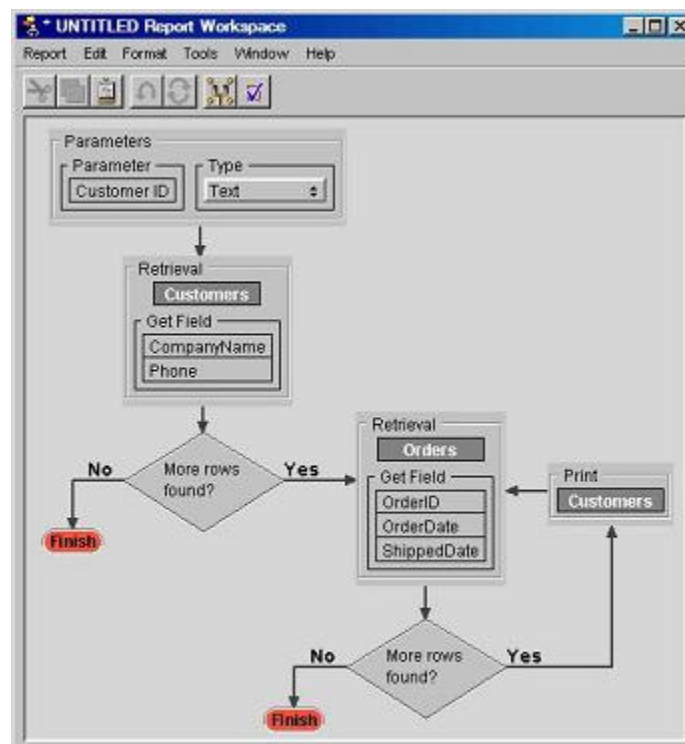 * UNTITLED Report Workspace
Report Edit Format Tools Window Help
Parameters
Parameter
Type
Customer ID
Text
Retrieval
Customers
Get Field
CompanyName
Phone
More rows
found?
No
Yes
Finish
Retrieval
Orders
Get Field
OrderID
OrderDate
ShippedDate
Print
Customers
More rows
found?
No
Yes
Finish